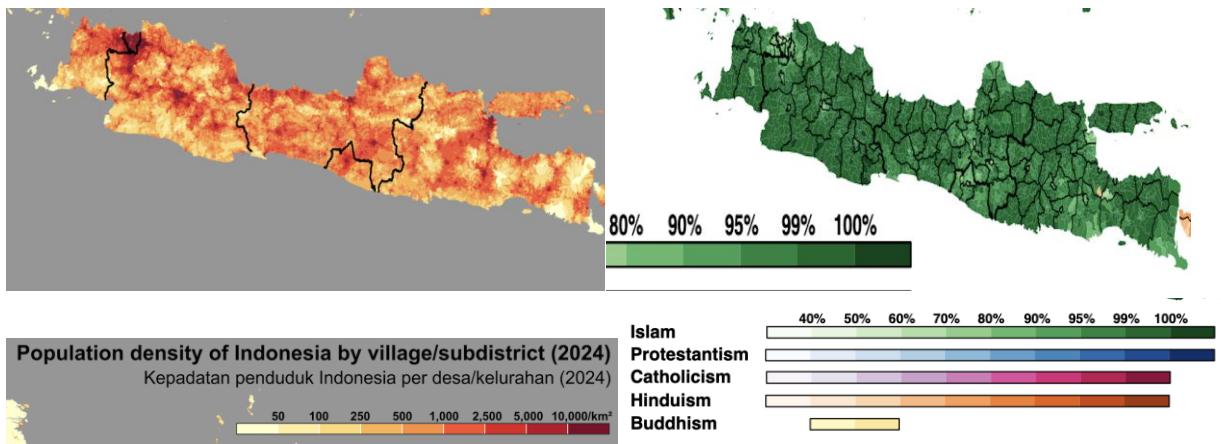 80% 90% 95% 99% 100%
Population density of Indonesia by village/subdistrict (2024)
Kepadatan penduduk Indonesia per desa/kelurahan (2024)
50 100 250 500 1,000 2,500 5,000 10,000/km²
40% 50% 60% 70% 80% 90% 95% 99% 100%
Islam
Protestantism
Catholicism
Hinduism
Buddhism